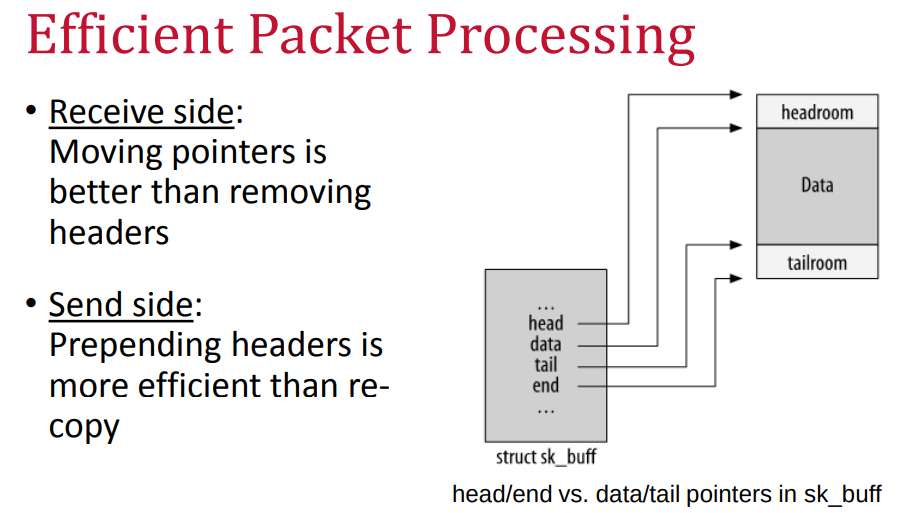 Efficient Packet Processing
• Receive side:
Moving pointers is
better than removing
headers
• Send side:
Prepending headers is
more efficient than re-
copy
headroom
Data
tailroom
...
head
data
tail
end
...
struct sk_buff
head/end vs. data/tail pointers in sk_buff